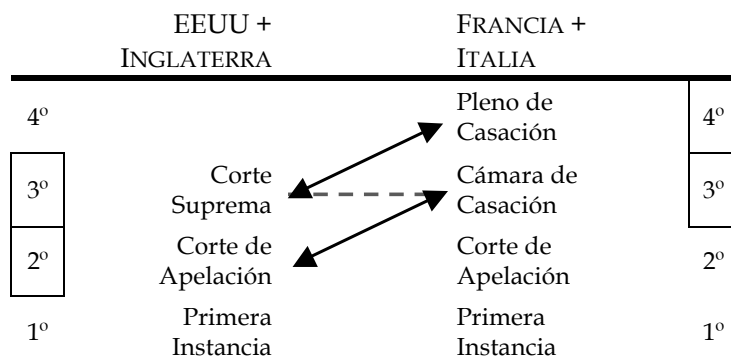 EEUU + FRANCIA +
INGLATERRA ITALIA
4º Pleno de Casación 4º
3º Corte Suprema Cámara de Casación 3º
2º Corte de Apelación Corte de Apelación 2º
1º Primera Instancia Primera Instancia 1º